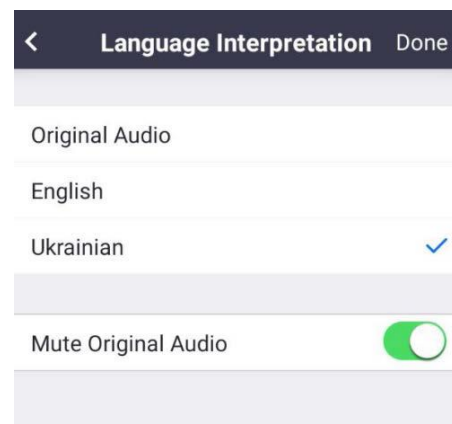 Language Interpretation Done
Original Audio
English
Ukrainian
Mute Original Audio